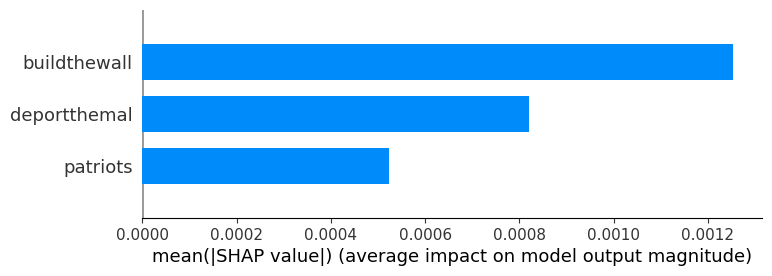 buildthewall
deportthemal
patriots
0.0000 0.0002 0.0004 0.0006 0.0008 0.0010 0.0012
mean(|SHAP value|) (average impact on model output magnitude)